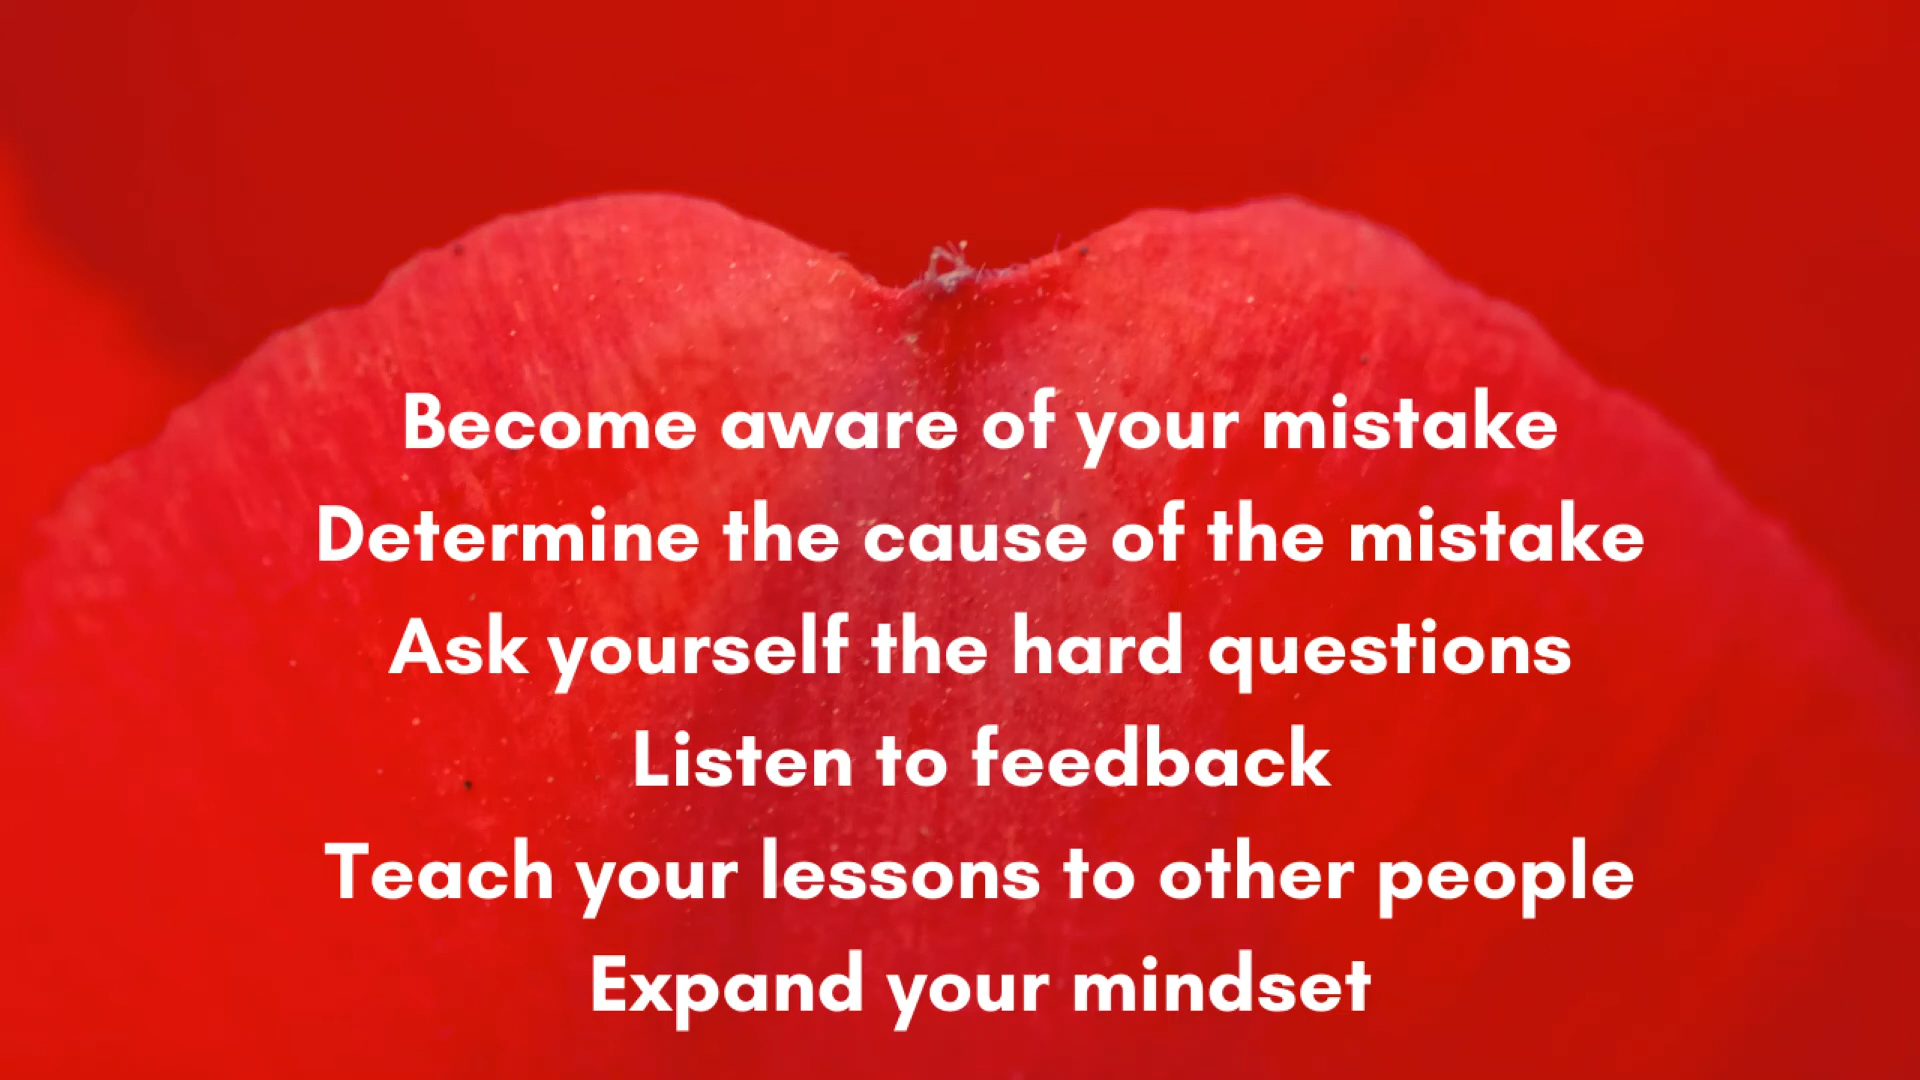 Become aware of your mistake
Determine the cause of the mistake
Ask yourself the hard questions
Listen to feedback
Teach your lessons to other people
Expand your mindset